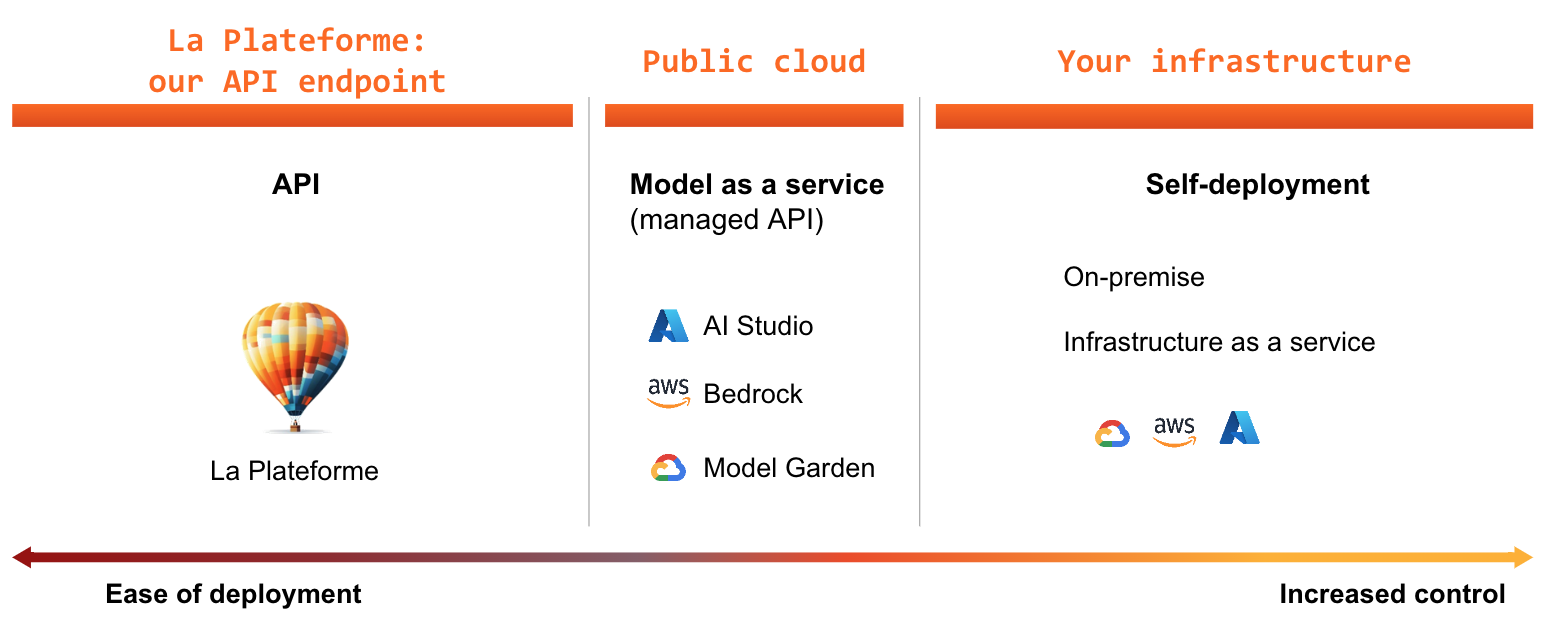 La Plateforme:
our API endpoint
Public cloud
Your infrastructure
API
La Plateforme
Model as a service
(managed API)
AI Studio
aws Bedrock
Model Garden
Self-deployment
On-premise
Infrastructure as a service
aws
Ease of deployment
Increased control